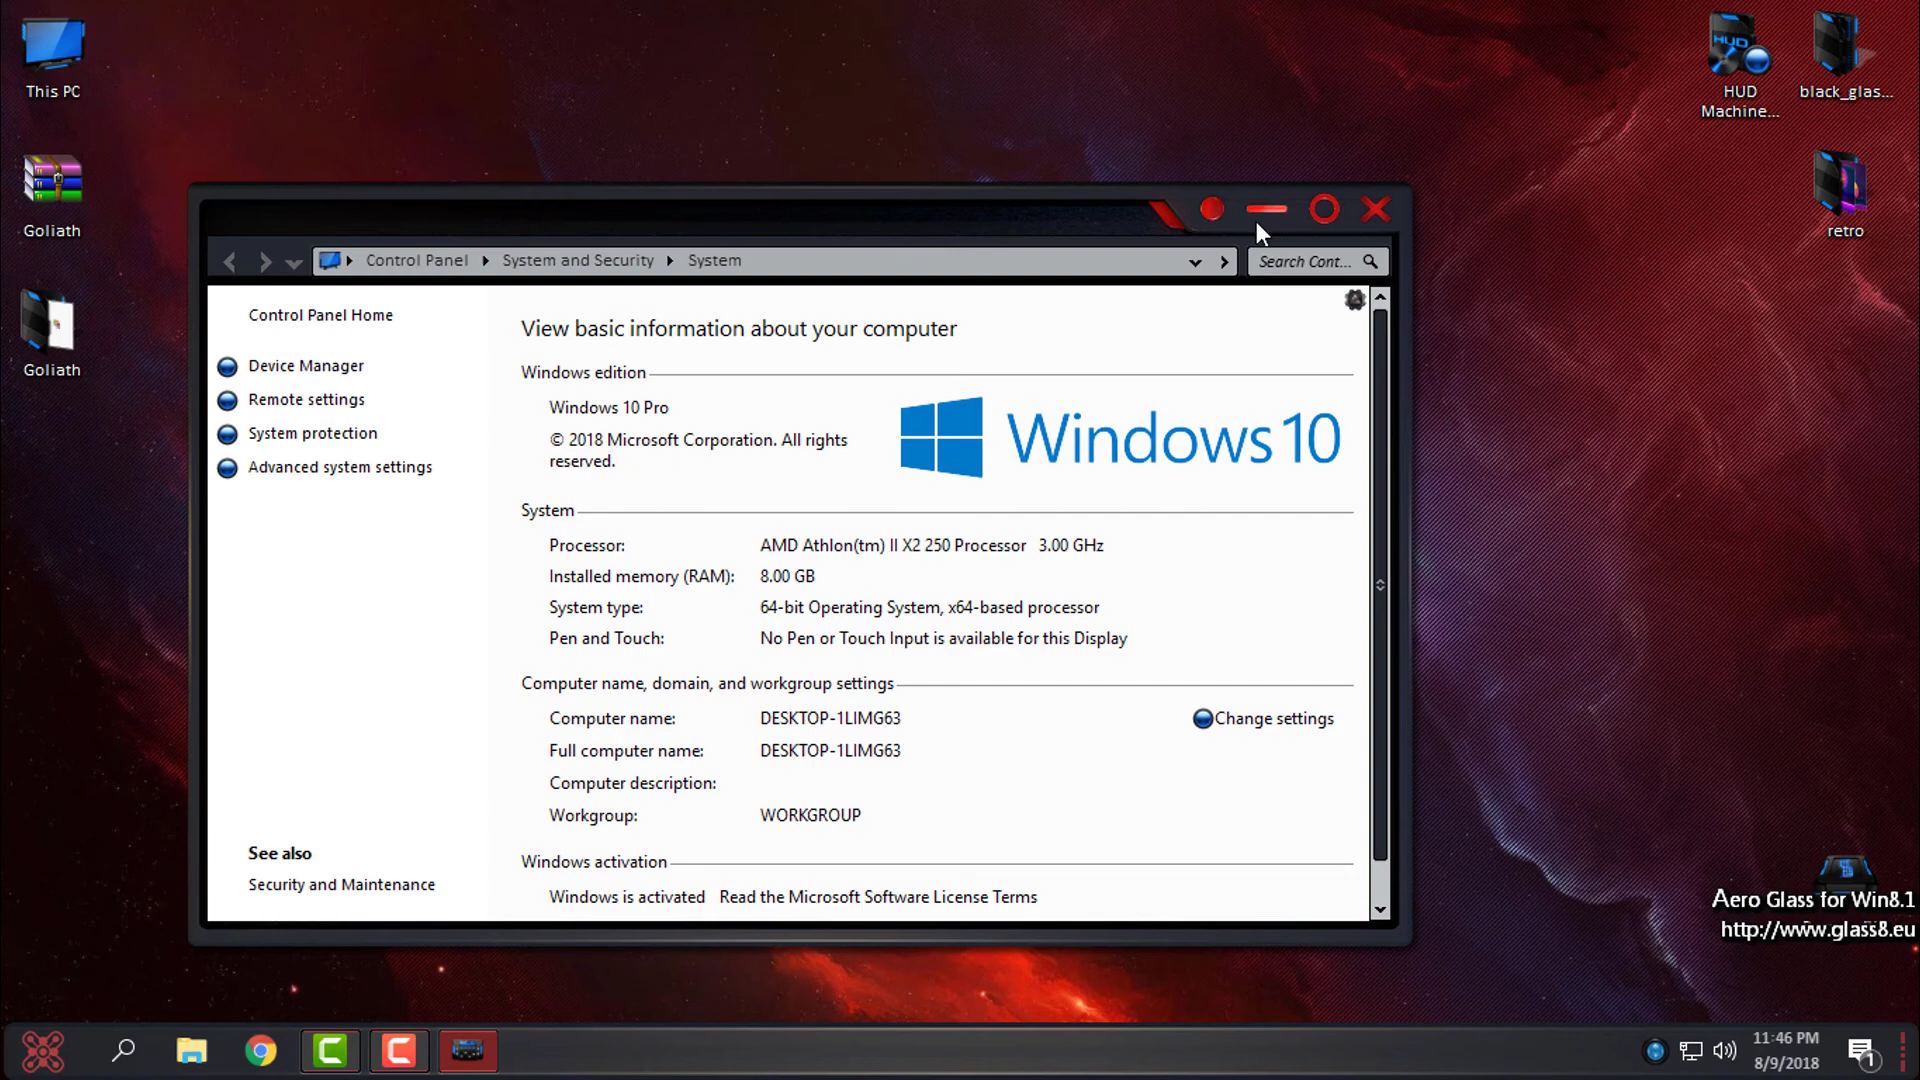 This PC
Goliath
Goliath
HUD
Machine...
black_glas...
retro
Control Panel
System and Security
System
Search Cont...
Control Panel Home
Device Manager
Remote settings
System protection
Advanced system settings
See also
Security and Maintenance
View basic information about your computer
Windows edition
Windows 10 Pro
© 2018 Microsoft Corporation. All rights
reserved.
Windows 10
System
Processor: AMD Athlon(tm) II X2 250 Processor 3.00 GHz
Installed memory (RAM): 8.00 GB
System type: 64-bit Operating System, x64-based processor
Pen and Touch: No Pen or Touch Input is available for this Display
Computer name, domain, and workgroup settings
Computer name: DESKTOP-1LIMG63
Change settings
Full computer name: DESKTOP-1LIMG63
Computer description:
Workgroup: WORKGROUP
Windows activation
Windows is activated Read the Microsoft Software License Terms
Aero Glass for Win8.1
http://www.glass8.eu
11:46 PM
8/9/2018
1